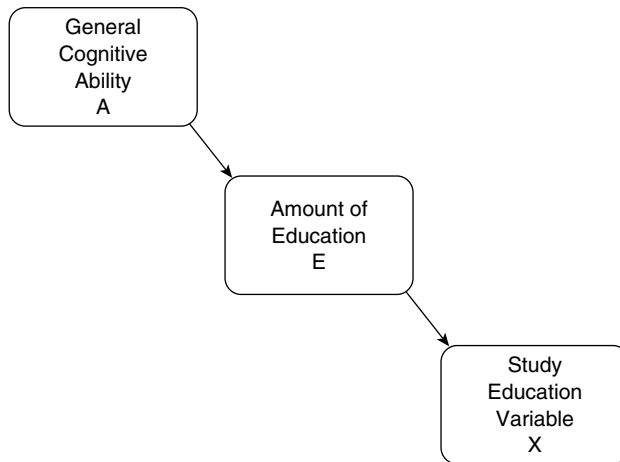 General
Cognitive
Ability
A
Amount of
Education
E
Study
Education
Variable
X